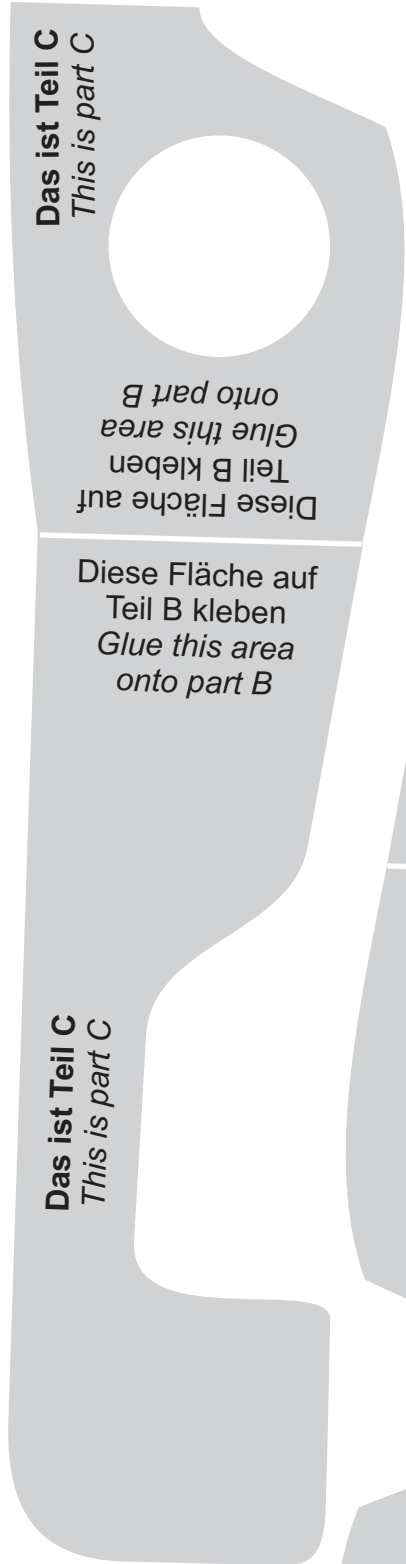 Das ist Teil C
This is part C
Diese Fläche auf
Teil B kleben
Glue this area
onto part B
Diese Fläche auf
Teil B kleben
Glue this area
onto part B
Das ist Teil C
This is part C